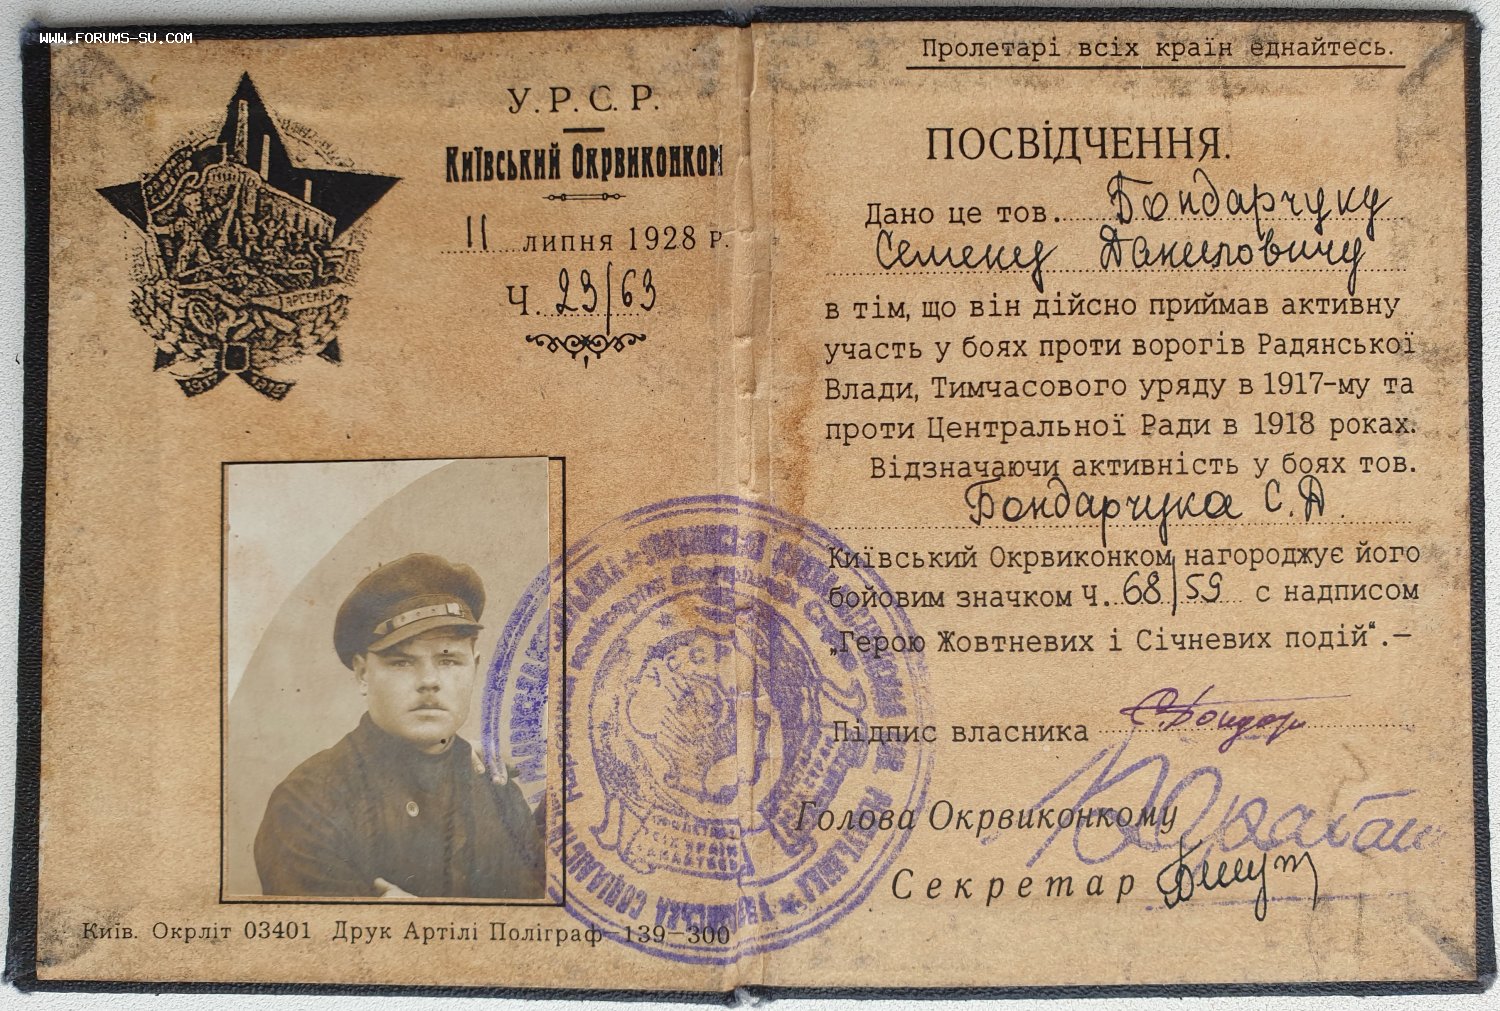 WWW.FORUMS-SU.COM
У.Р.С.Р.
Київський Окрвиконком
11 липня 1928 р.
Ч. 23/63
АРСЕНАЛ
Київ. Окрліт 03401 Друк Артілі Поліграф—139—300
Пролетарі всіх країн єднайтесь.
ПОСВІДЧЕННЯ.
Дано це тов. Бондарчуку
Семену Даниловичу
в тім, що він дійсно приймав активну
участь у боях проти ворогів Радянської
Влади, Тимчасового уряду в 1917-му та
проти Центральної Ради в 1918 роках.
Відзначаючи активність у боях тов.
Бондарчука С. Д.
Київський Окрвиконком нагороджує його
бойовим значком Ч. 68/59 с надписом
„Герою Жовтневих і Січневих подій“.—
Підпис власника С Бондар
Голова Окрвиконкому
Секретар
УССР